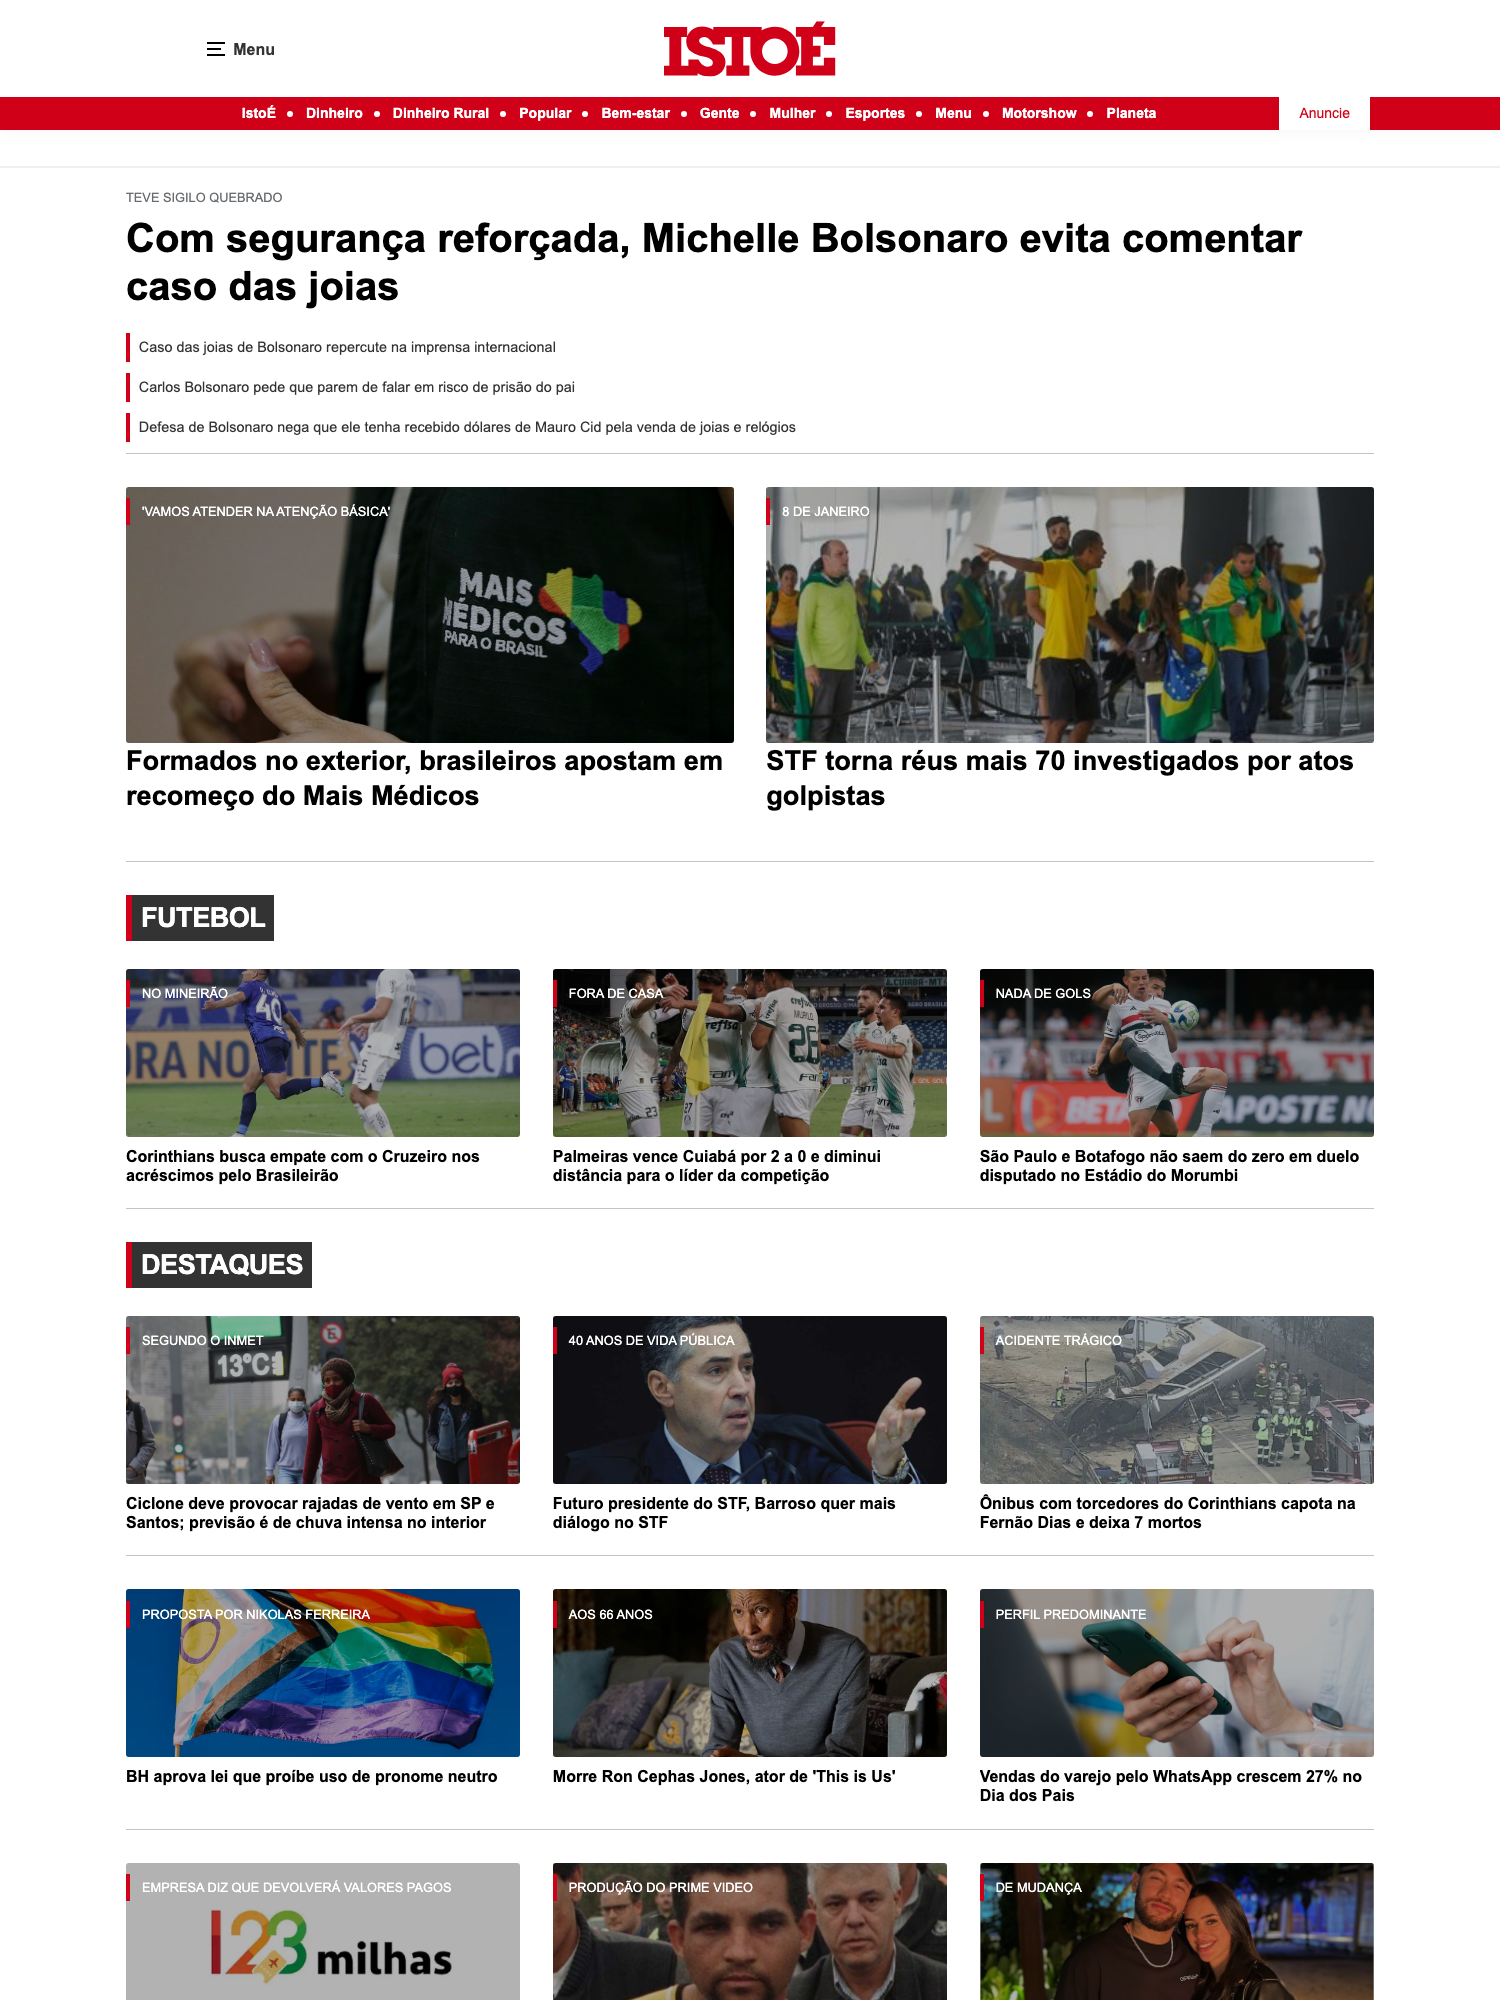 Menu
ISTOÉ
IstoÉ • Dinheiro • Dinheiro Rural • Popular • Bem-estar • Gente • Mulher • Esportes • Menu • Motorshow • Planeta
Anuncie
TEVE SIGILO QUEBRADO
Com segurança reforçada, Michelle Bolsonaro evita comentar
caso das joias
Caso das joias de Bolsonaro repercute na imprensa internacional
Carlos Bolsonaro pede que parem de falar em risco de prisão do pai
Defesa de Bolsonaro nega que ele tenha recebido dólares de Mauro Cid pela venda de joias e relógios
'VAMOS ATENDER NA ATENÇÃO BÁSICA'
MAIS
MÉDICOS
PARA O BRASIL
Formados no exterior, brasileiros apostam em
recomeço do Mais Médicos
8 DE JANEIRO
STF torna réus mais 70 investigados por atos
golpistas
FUTEBOL
NO MINEIRÃO
40
bet
Corinthians busca empate com o Cruzeiro nos
acréscimos pelo Brasileirão
FORA DE CASA
MURILO
26
23
27
Palmeiras vence Cuiabá por 2 a 0 e diminui
distância para o líder da competição
NADA DE GOLS
APOSTE NO
São Paulo e Botafogo não saem do zero em duelo
disputado no Estádio do Morumbi
DESTAQUES
SEGUNDO O INMET
13°C
Ciclone deve provocar rajadas de vento em SP e
Santos; previsão é de chuva intensa no interior
40 ANOS DE VIDA PÚBLICA
Futuro presidente do STF, Barroso quer mais
diálogo no STF
ACIDENTE TRÁGICO
Ônibus com torcedores do Corinthians capota na
Fernão Dias e deixa 7 mortos
PROPOSTA POR NIKOLAS FERREIRA
BH aprova lei que proíbe uso de pronome neutro
AOS 66 ANOS
Morre Ron Cephas Jones, ator de 'This is Us'
PERFIL PREDOMINANTE
Vendas do varejo pelo WhatsApp crescem 27% no
Dia dos Pais
EMPRESA DIZ QUE DEVOLVERÁ VALORES PAGOS
123 milhas
PRODUÇÃO DO PRIME VIDEO
DE MUDANÇA